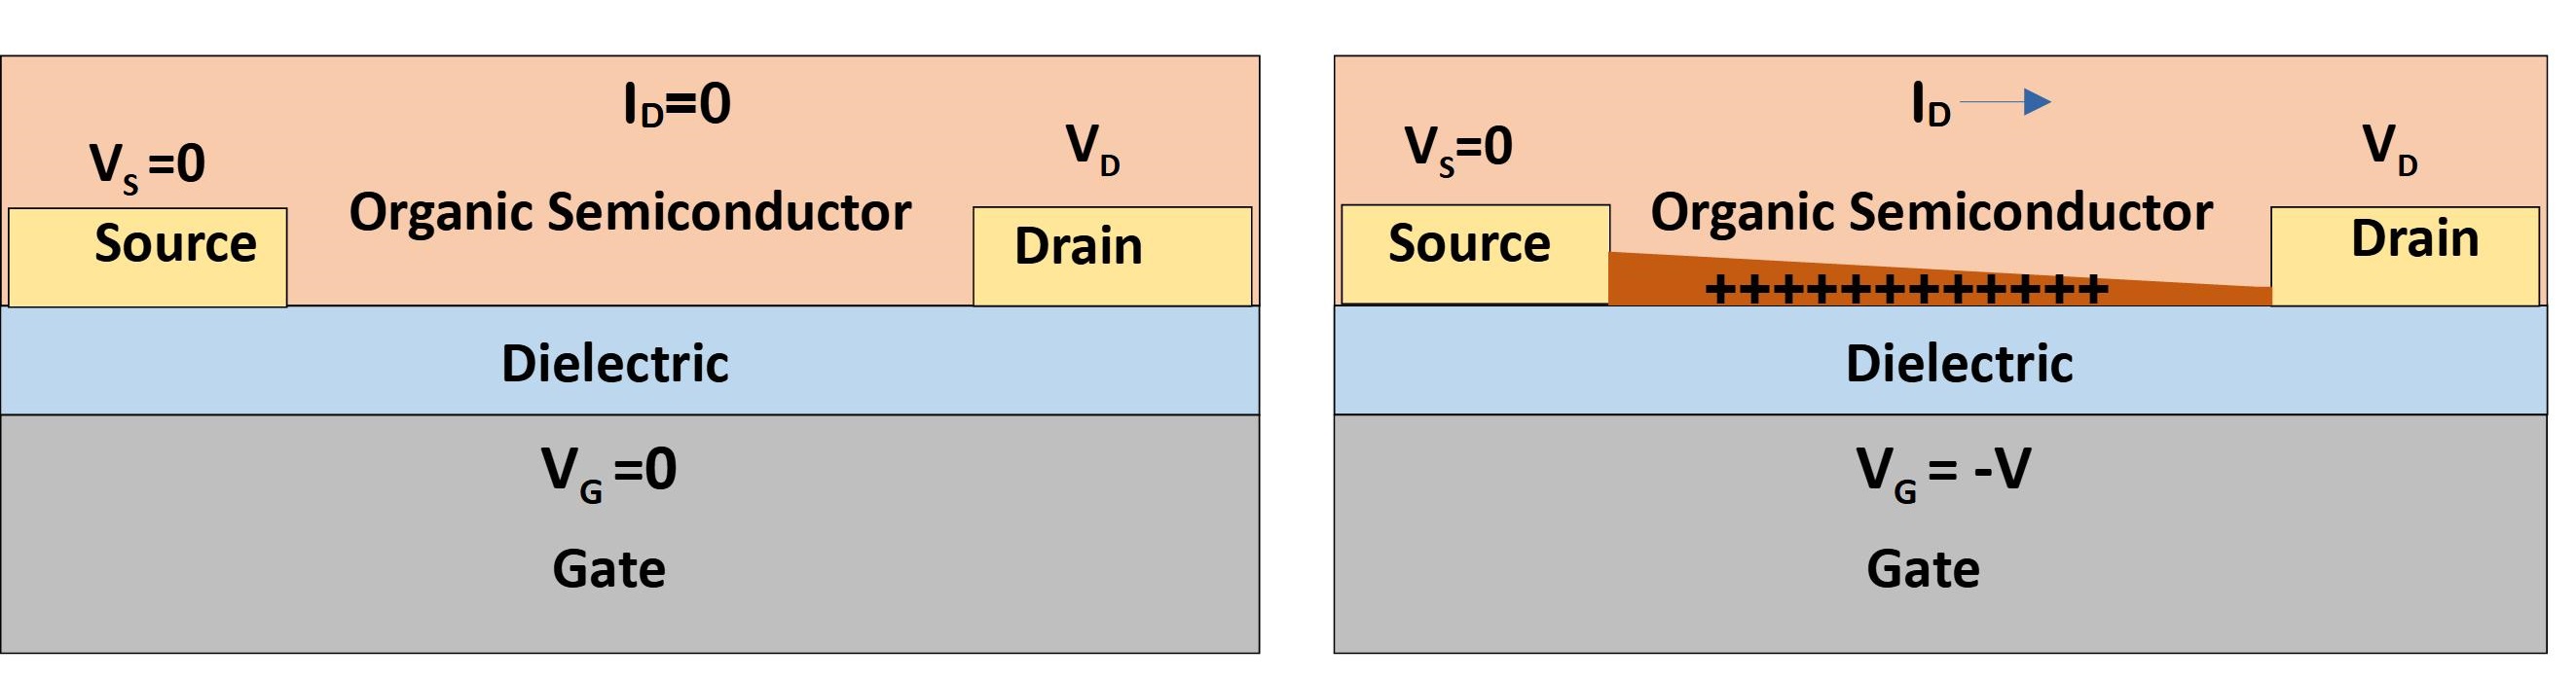 I_D=0
V_S =0
V_D
Source
Organic Semiconductor
Drain
Dielectric
V_G =0
Gate
I_D
V_S=0
V_D
Source
Organic Semiconductor
Drain
++++++++++++
Dielectric
V_G = -V
Gate